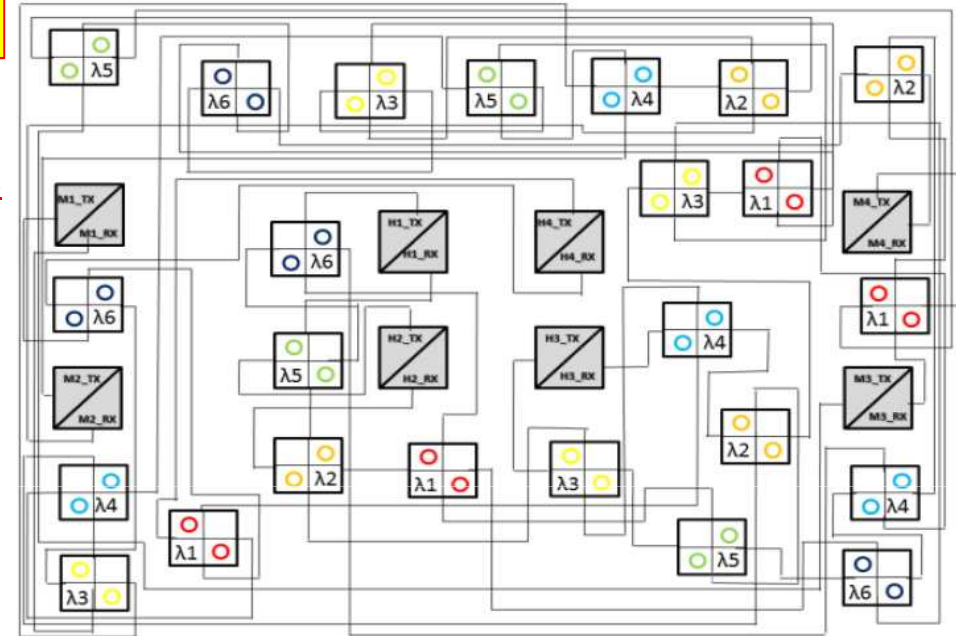 λ5
λ6
λ3
λ5
λ4
λ2
λ2
λ3
λ1
M1_TX
M1_RX
H1_TX
H1_RX
H4_TX
H4_RX
M4_TX
M4_RX
λ6
λ6
λ1
λ5
λ4
H2_TX
H2_RX
H3_TX
H3_RX
M2_TX
M2_RX
M3_TX
M3_RX
λ2
λ2
λ1
λ3
λ4
λ4
λ1
λ5
λ3
λ6